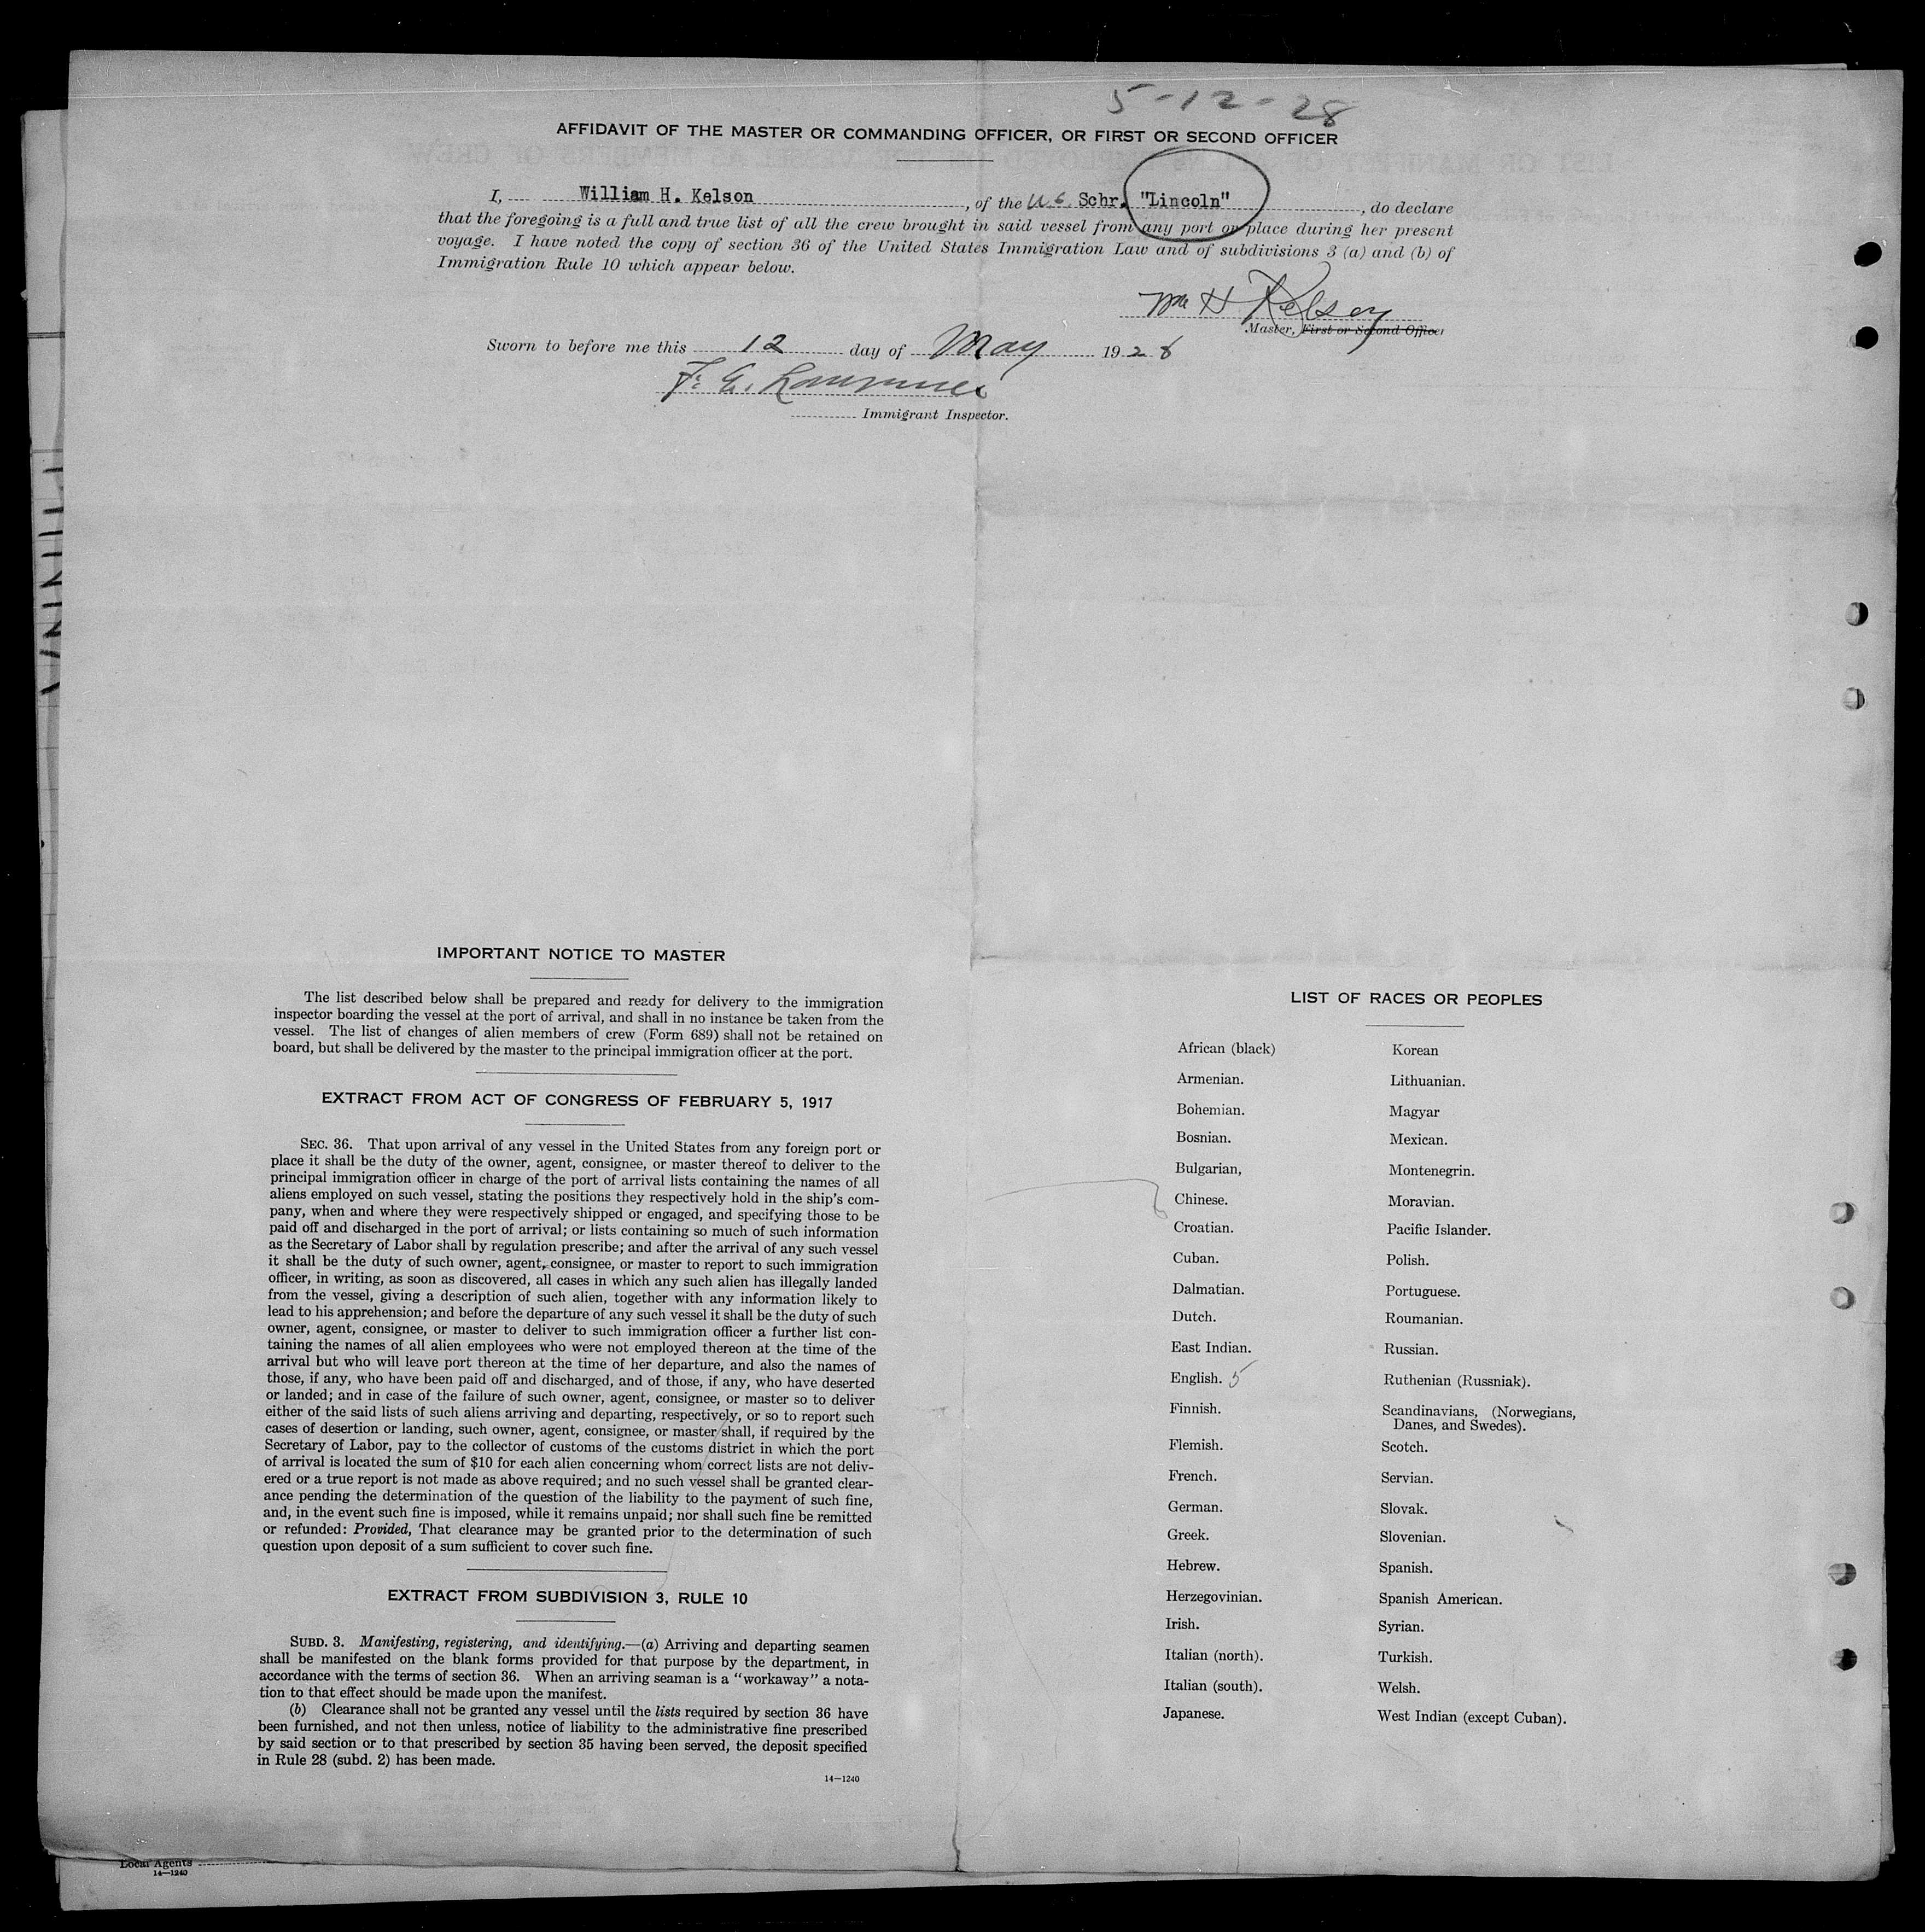 5-12-28
AFFIDAVIT OF THE MASTER OR COMMANDING OFFICER, OR FIRST OR SECOND OFFICER
I, William H. Kelson, of the U.S. Schr. "Lincoln", do declare
that the foregoing is a full and true list of all the crew brought in said vessel from any port or place during her present
voyage. I have noted the copy of section 36 of the United States Immigration Law and of subdivisions 3 (a) and (b) of
Immigration Rule 10 which appear below.
Wm H Kelson
Master, First or Second Officer
Sworn to before me this 12 day of May 1928
F. G.
Immigrant Inspector.
IMPORTANT NOTICE TO MASTER
The list described below shall be prepared and ready for delivery to the immigration
inspector boarding the vessel at the port of arrival, and shall in no instance be taken from the
vessel. The list of changes of alien members of crew (Form 689) shall not be retained on
board, but shall be delivered by the master to the principal immigration officer at the port.
EXTRACT FROM ACT OF CONGRESS OF FEBRUARY 5, 1917
SEC. 36. That upon arrival of any vessel in the United States from any foreign port or
place it shall be the duty of the owner, agent, consignee, or master thereof to deliver to the
principal immigration officer in charge of the port of arrival lists containing the names of all
aliens employed on such vessel, stating the positions they respectively hold in the ship's com-
pany, when and where they were respectively shipped or engaged, and specifying those to be
paid off and discharged in the port of arrival; or lists containing so much of such information
as the Secretary of Labor shall by regulation prescribe; and after the arrival of any such vessel
it shall be the duty of such owner, agent, consignee, or master to report to such immigration
officer, in writing, as soon as discovered, all cases in which any such alien has illegally landed
from the vessel, giving a description of such alien, together with any information likely to
lead to his apprehension; and before the departure of any such vessel it shall be the duty of such
owner, agent, consignee, or master to deliver to such immigration officer a further list con-
taining the names of all alien employees who were not employed thereon at the time of the
arrival but who will leave port thereon at the time of her departure, and also the names of
those, if any, who have been paid off and discharged, and of those, if any, who have deserted
or landed; and in case of the failure of such owner, agent, consignee, or master so to deliver
either of the said lists of such aliens arriving and departing, respectively, or so to report such
cases of desertion or landing, such owner, agent, consignee, or master shall, if required by the
Secretary of Labor, pay to the collector of customs of the customs district in which the port
of arrival is located the sum of $10 for each alien concerning whom correct lists are not deliv-
ered or a true report is not made as above required; and no such vessel shall be granted clear-
ance pending the determination of the question of the liability to the payment of such fine,
and, in the event such fine is imposed, while it remains unpaid; nor shall such fine be remitted
or refunded: Provided, That clearance may be granted prior to the determination of such
question upon deposit of a sum sufficient to cover such fine.
EXTRACT FROM SUBDIVISION 3, RULE 10
SUBD. 3. Manifesting, registering, and identifying.—(a) Arriving and departing seamen
shall be manifested on the blank forms provided for that purpose by the department, in
accordance with the terms of section 36. When an arriving seaman is a "workaway" a nota-
tion to that effect should be made upon the manifest.
(b) Clearance shall not be granted any vessel until the lists required by section 36 have
been furnished, and not then unless, notice of liability to the administrative fine prescribed
by said section or to that prescribed by section 35 having been served, the deposit specified
in Rule 28 (subd. 2) has been made.
14—1240
LIST OF RACES OR PEOPLES
African (black)
Armenian.
Bohemian.
Bosnian.
Bulgarian,
Chinese.
Croatian.
Cuban.
Dalmatian.
Dutch.
East Indian.
English. 5
Finnish.
Flemish.
French.
German.
Greek.
Hebrew.
Herzegovinian.
Irish.
Italian (north).
Italian (south).
Japanese.
Korean
Lithuanian.
Magyar
Mexican.
Montenegrin.
Moravian.
Pacific Islander.
Polish.
Portuguese.
Roumanian.
Russian.
Ruthenian (Russniak).
Scandinavians, (Norwegians,
Danes, and Swedes).
Scotch.
Servian.
Slovak.
Slovenian.
Spanish.
Spanish American.
Syrian.
Turkish.
Welsh.
West Indian (except Cuban).
Local Agents
14—1240